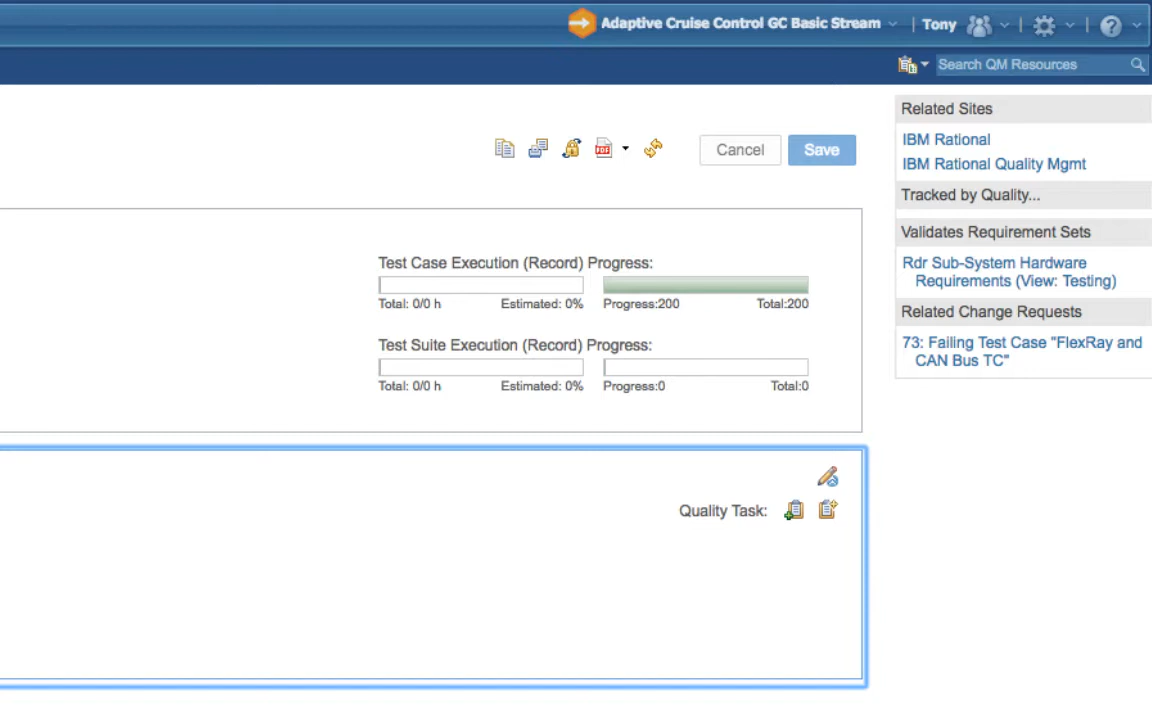 Adaptive Cruise Control GC Basic Stream
Tony
Search QM Resources
PDF
Cancel
Save
Test Case Execution (Record) Progress:
Total: 0/0 h
Estimated: 0%
Progress:200
Total:200
Test Suite Execution (Record) Progress:
Total: 0/0 h
Estimated: 0%
Progress:0
Total:0
Quality Task:
Related Sites
IBM Rational
IBM Rational Quality Mgmt
Tracked by Quality...
Validates Requirement Sets
Rdr Sub-System Hardware
Requirements (View: Testing)
Related Change Requests
73: Failing Test Case "FlexRay and
CAN Bus TC"